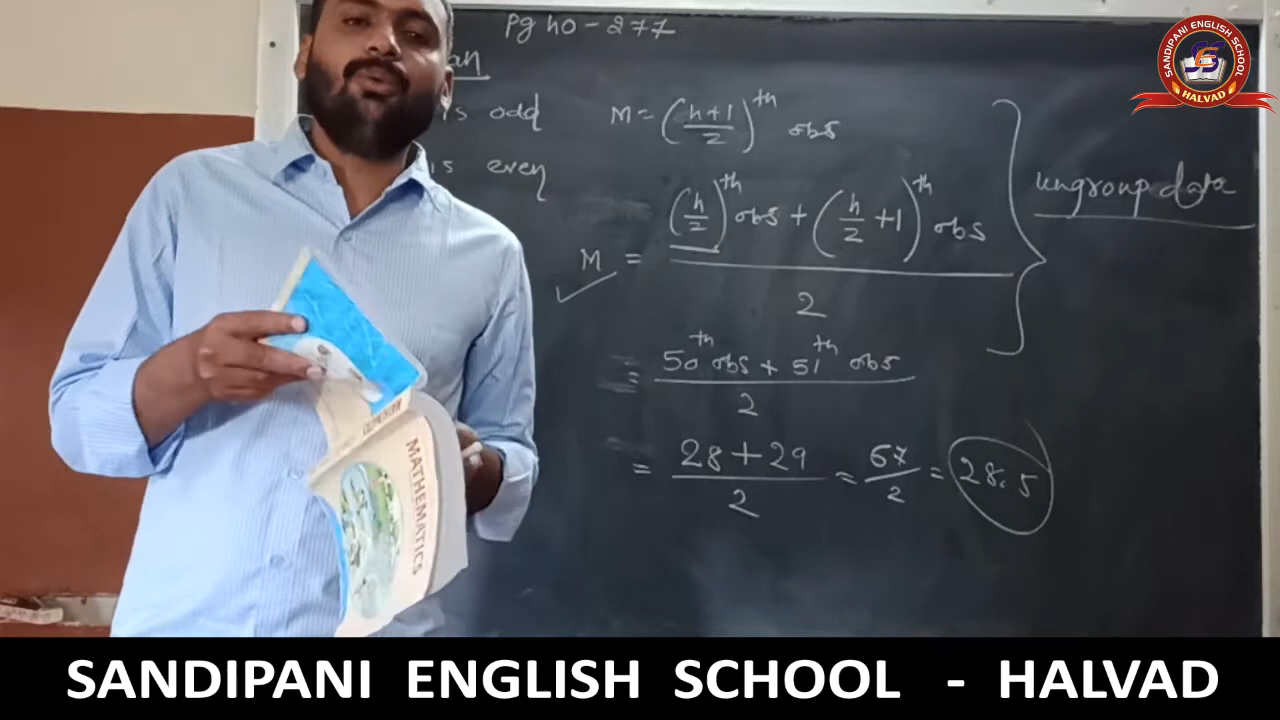 Pg no - 277
an
is odd M = (n+1/2)th obs
is even
M = (n/2)th obs + (n/2 + 1)th obs / 2
ungroup data
= 50th obs + 51th obs / 2
= 28 + 29 / 2 = 57/2 = 28.5
MATHEMATICS
SANDIPANI ENGLISH SCHOOL
SES
HALVAD
SANDIPANI ENGLISH SCHOOL - HALVAD